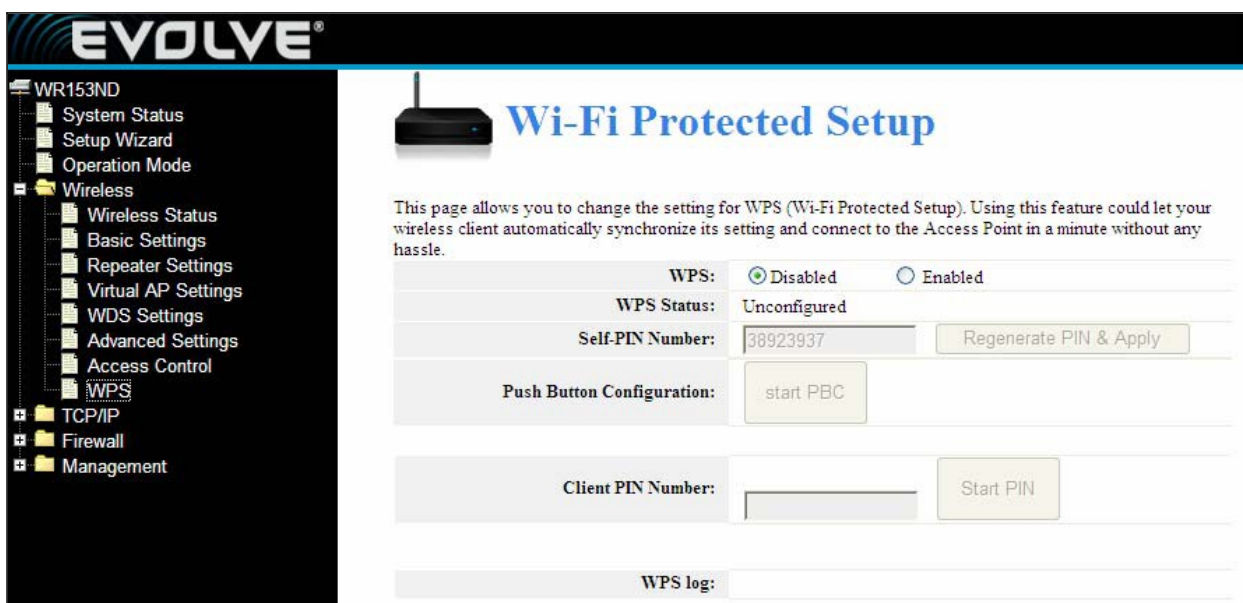 EVOLVE®
WR153ND
System Status
Setup Wizard
Operation Mode
Wireless
Wireless Status
Basic Settings
Repeater Settings
Virtual AP Settings
WDS Settings
Advanced Settings
Access Control
WPS
TCP/IP
Firewall
Management
Wi-Fi Protected Setup
This page allows you to change the setting for WPS (Wi-Fi Protected Setup). Using this feature could let your
wireless client automatically synchronize its setting and connect to the Access Point in a minute without any
hassle.
WPS: Disabled Enabled
WPS Status: Unconfigured
Self-PIN Number: 38923937 Regenerate PIN & Apply
Push Button Configuration: start PBC
Client PIN Number: Start PIN
WPS log: